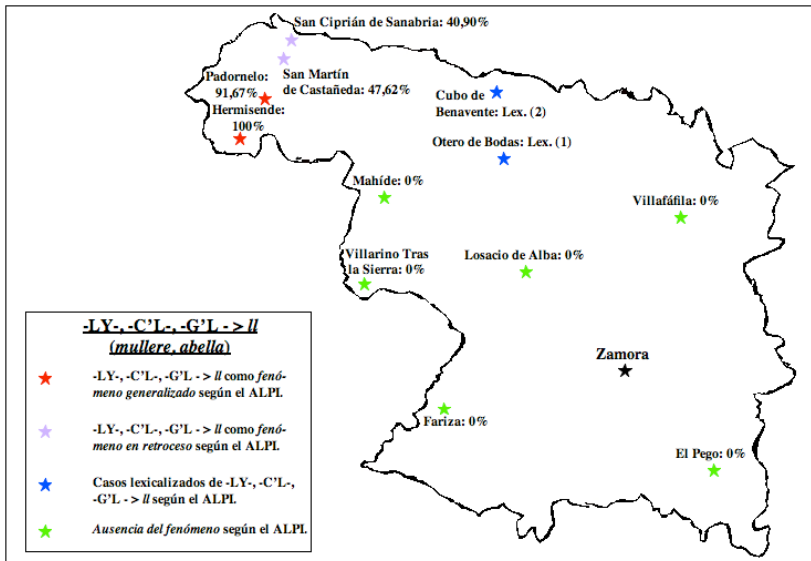 San Ciprián de Sanabria: 40,90%
Padornelo:
91,67%
San Martín
de Castañeda: 47,62%
Hermisende:
100%
Cubo de
Benavente: Lex. (2)
Otero de Bodas: Lex. (1)
Mahíde: 0%
Villafáfila: 0%
Villarino Tras
la Sierra: 0%
Losacio de Alba: 0%
Zamora
Fariza: 0%
El Pego: 0%
-LY-, -C’L-, -G’L - > ll
(mullere, abella)
-LY-, -C’L-, -G’L - > ll como fenó-
meno generalizado según el ALPI.
-LY-, -C’L-, -G’L - > ll como fenó-
meno en retroceso según el ALPI.
Casos lexicalizados de -LY-, -C’L-,
-G’L - > ll según el ALPI.
Ausencia del fenómeno según el ALPI.